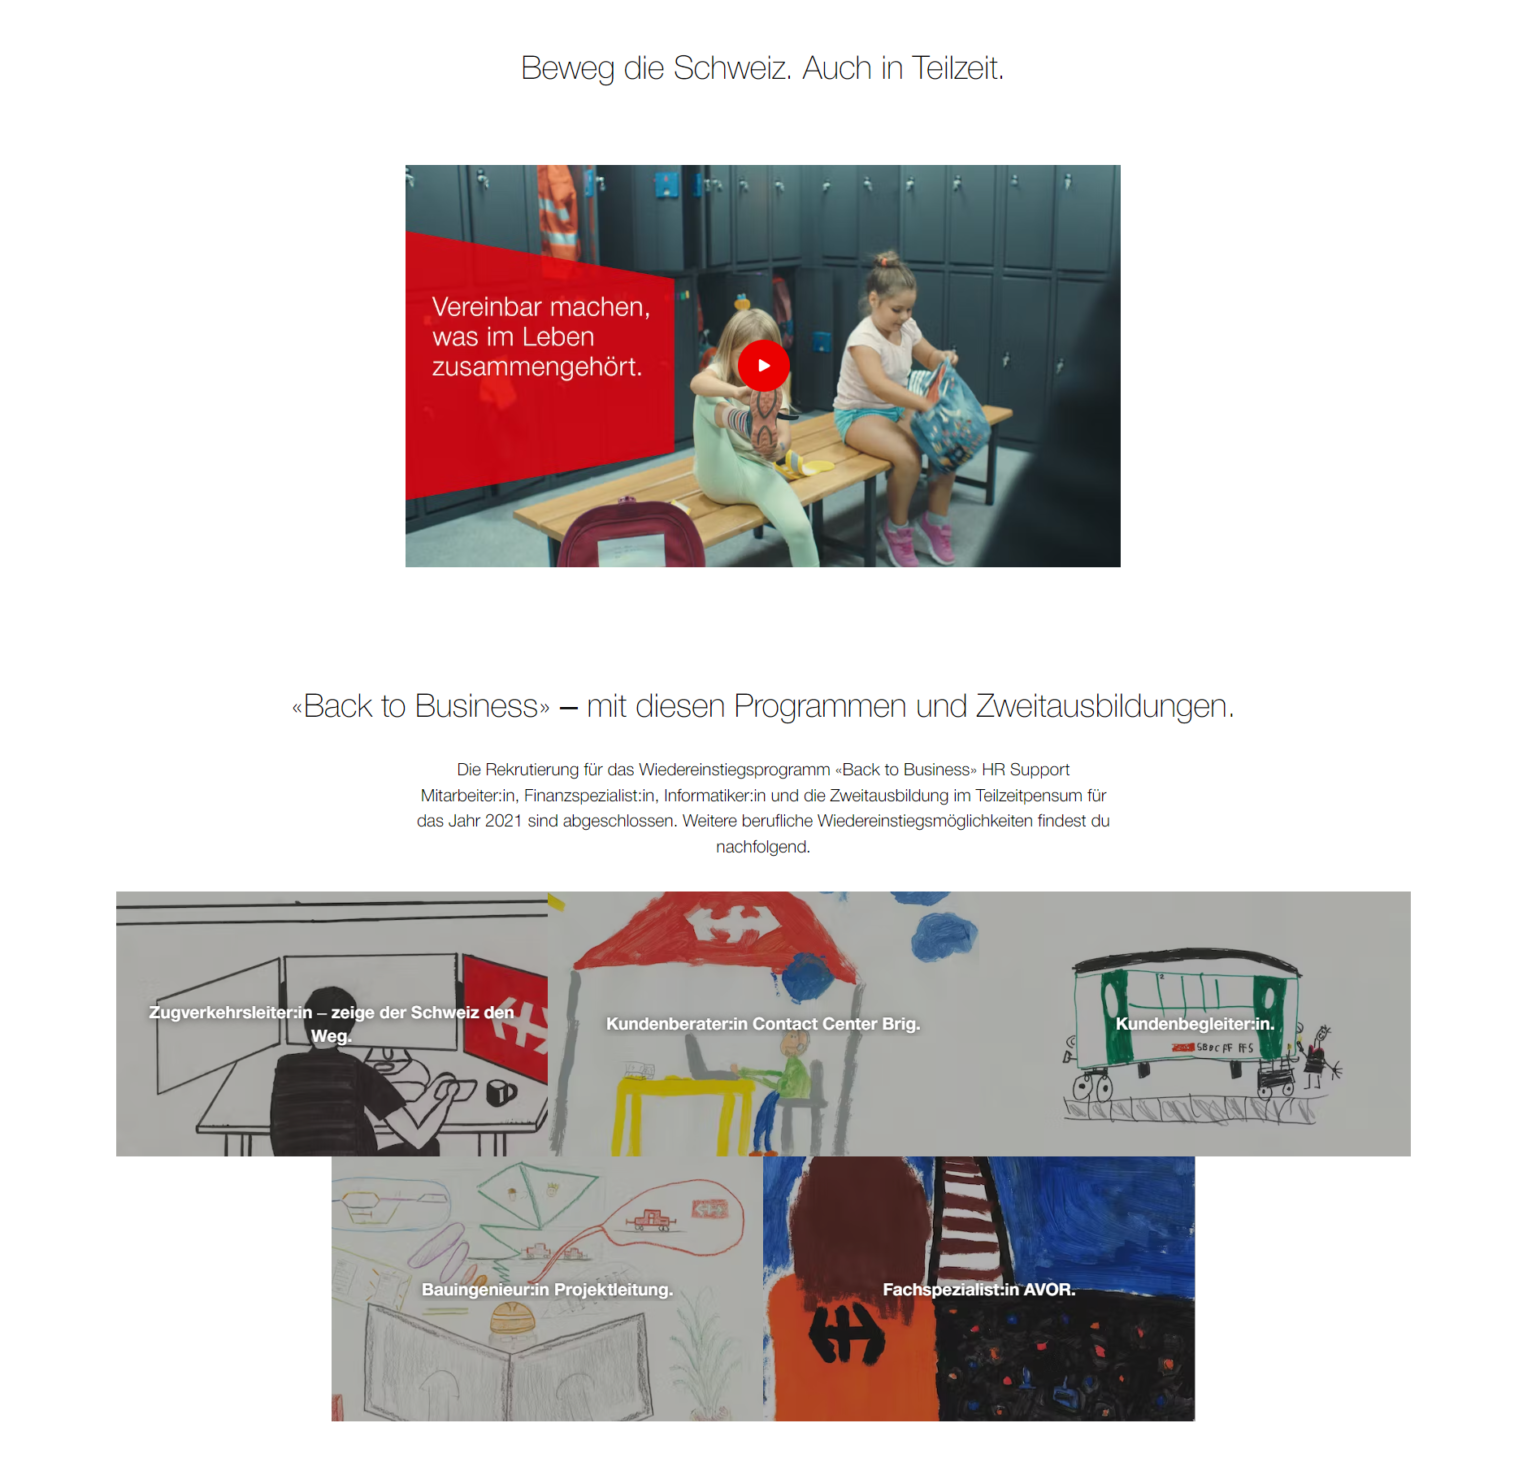 Beweg die Schweiz. Auch in Teilzeit.
Vereinbar machen,
was im Leben
zusammengehört.
«Back to Business» – mit diesen Programmen und Zweitausbildungen.
Die Rekrutierung für das Wiedereinstiegsprogramm «Back to Business» HR Support
Mitarbeiter:in, Finanzspezialist:in, Informatiker:in und die Zweitausbildung im Teilzeitpensum für
das Jahr 2021 sind abgeschlossen. Weitere berufliche Wiedereinstiegsmöglichkeiten findest du
nachfolgend.
Zugverkehrsleiter:in – zeige der Schweiz den
Weg.
Kundenberater:in Contact Center Brig.
Kundenbegleiter:in.
2
Bauingenieur:in Projektleitung.
Fachspezialist:in AVOR.